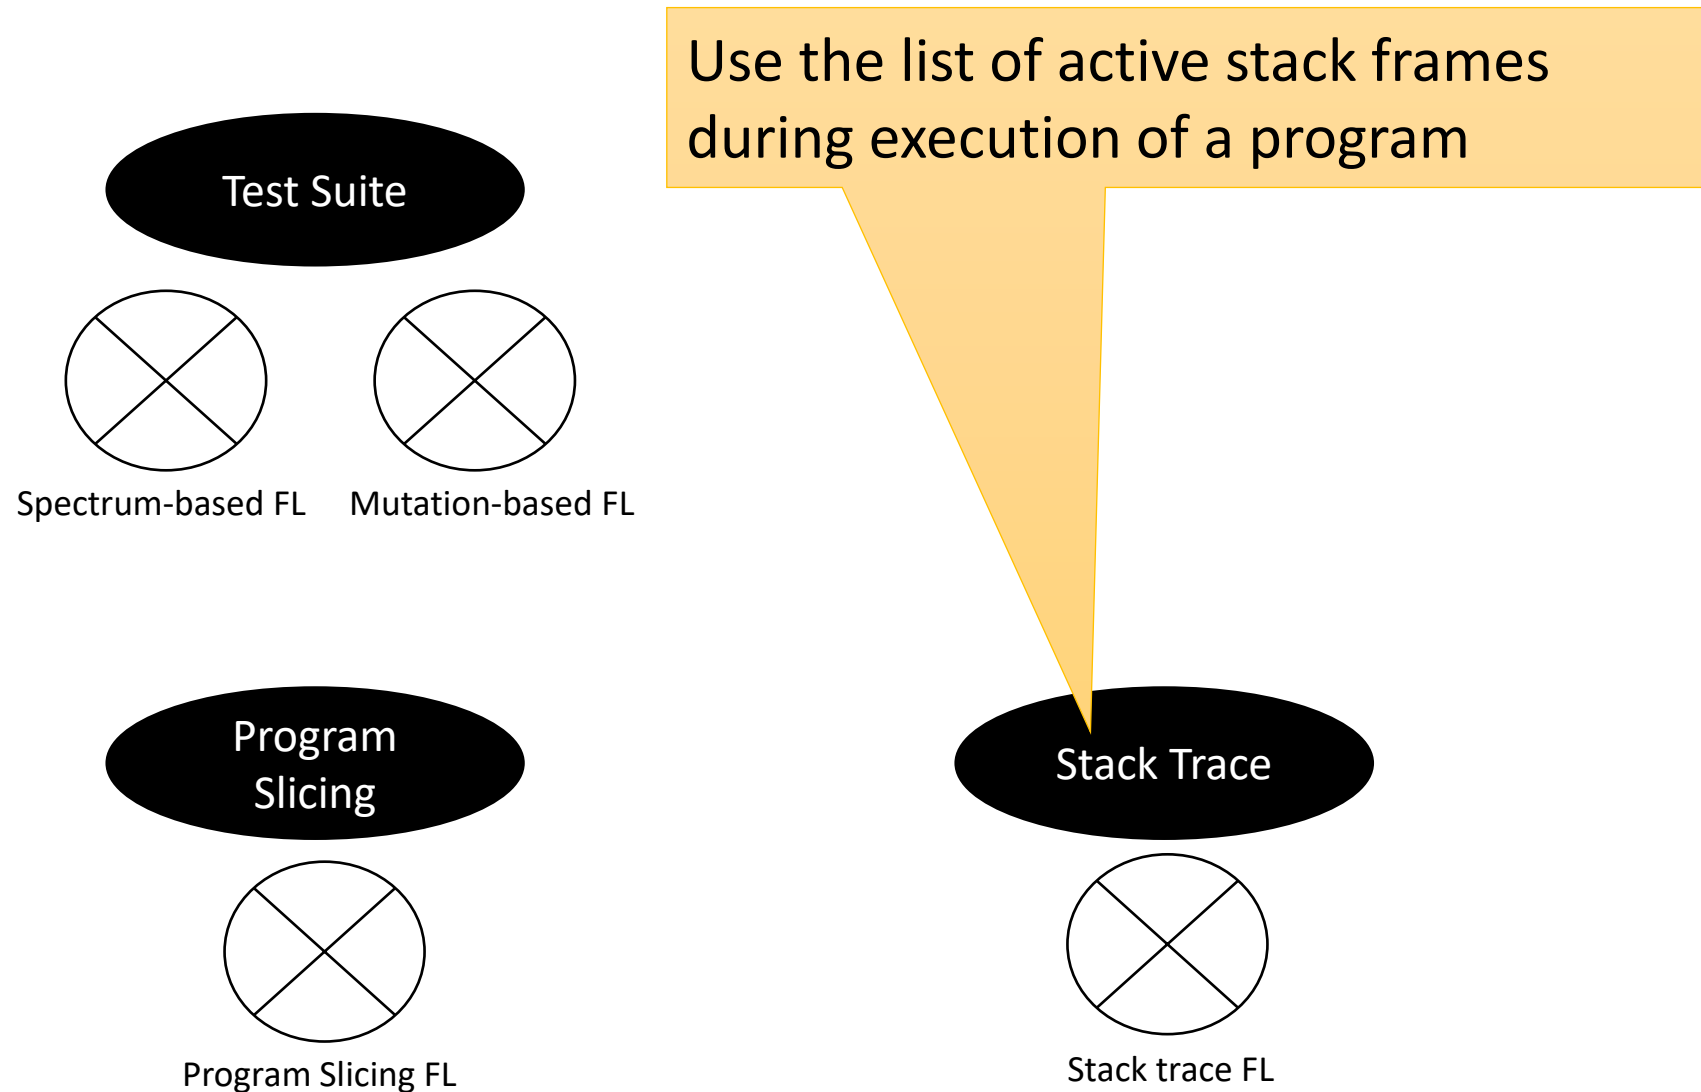 Use the list of active stack frames
during execution of a program
Test Suite
Spectrum-based FL
Mutation-based FL
Program
Slicing
Program Slicing FL
Stack Trace
Stack trace FL